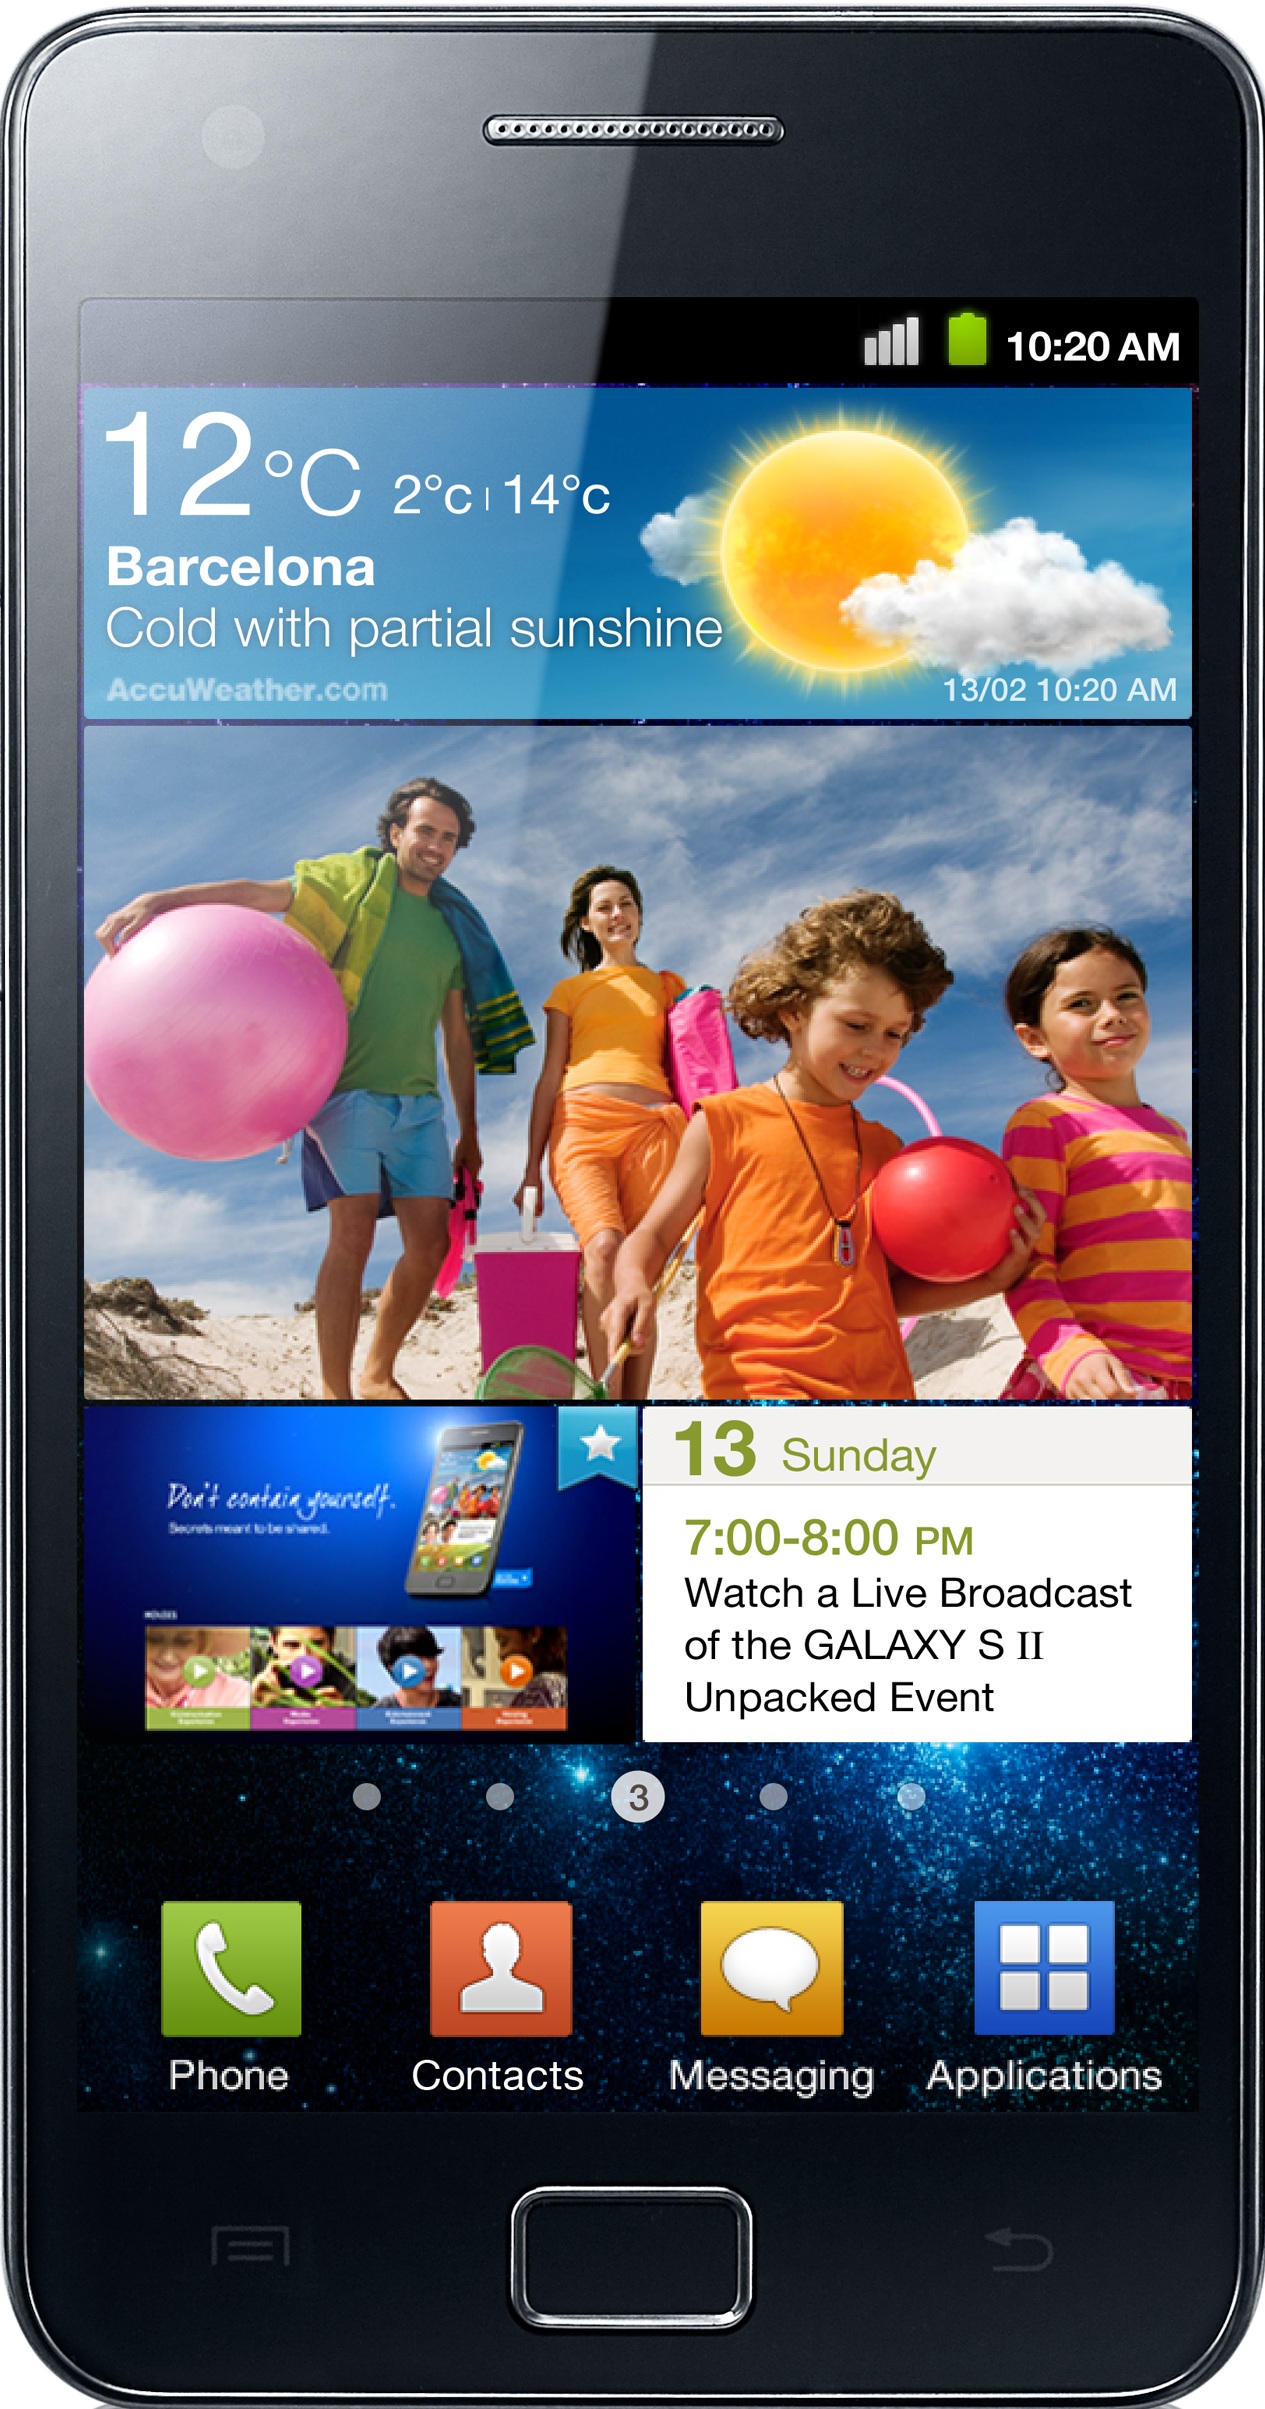 10:20 AM
12°C 2°c | 14°c
Barcelona
Cold with partial sunshine
AccuWeather.com
13/02 10:20 AM
Don't contain yourself.
Secrets meant to be shared.
MOVIES
13 Sunday
7:00-8:00 PM
Watch a Live Broadcast
of the GALAXY S II
Unpacked Event
3
Phone
Contacts
Messaging
Applications